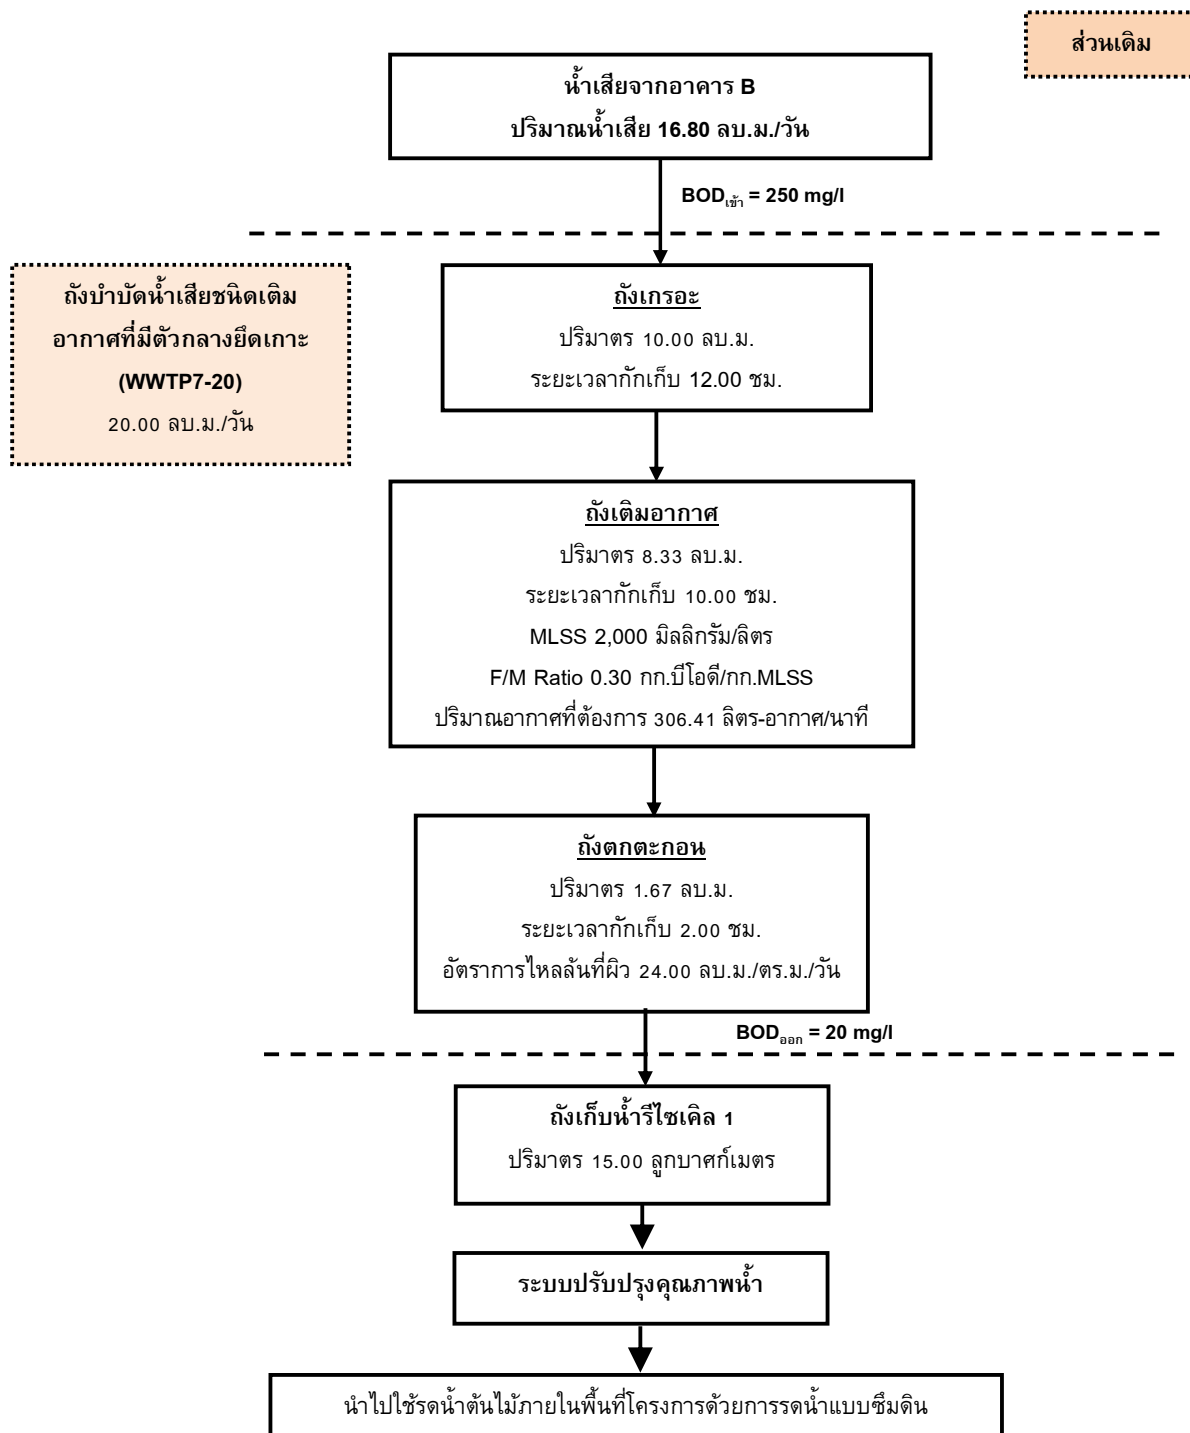 ส่วนเดิม
น้ำเสียจากอาคาร B
ปริมาณน้ำเสีย 16.80 ลบ.ม./วัน
BODเข้า = 250 mg/l
ถังบำบัดน้ำเสียชนิดเติม
อากาศที่มีตัวกลางยึดเกาะ
(WWTP7-20)
20.00 ลบ.ม./วัน
ถังเกรอะ
ปริมาตร 10.00 ลบ.ม.
ระยะเวลากักเก็บ 12.00 ชม.
ถังเติมอากาศ
ปริมาตร 8.33 ลบ.ม.
ระยะเวลากักเก็บ 10.00 ชม.
MLSS 2,000 มิลลิกรัม/ลิตร
F/M Ratio 0.30 กก.บีโอดี/กก.MLSS
ปริมาณอากาศที่ต้องการ 306.41 ลิตร-อากาศ/นาที
ถังตกตะกอน
ปริมาตร 1.67 ลบ.ม.
ระยะเวลากักเก็บ 2.00 ชม.
อัตราการไหลล้นที่ผิว 24.00 ลบ.ม./ตร.ม./วัน
BODออก = 20 mg/l
ถังเก็บน้ำรีไซเคิล 1
ปริมาตร 15.00 ลูกบาศก์เมตร
ระบบปรับปรุงคุณภาพน้ำ
นำไปใช้รดน้ำต้นไม้ภายในพื้นที่โครงการด้วยการรดน้ำแบบซึมดิน